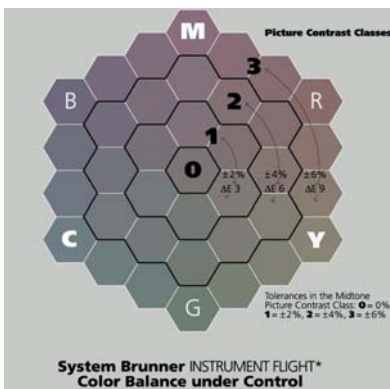 M
Picture Contrast Classes
3
B
2
R
1
0
±2%
±4%
±6%
ΔE 3
ΔE 6
ΔE 9
C
Y
G
Tolerances in the Midtone
Picture Contrast Class: 0 = 0%
1 = ±2%, 2 = ±4%, 3 = ±6%
System Brunner INSTRUMENT FLIGHT*
Color Balance under Control